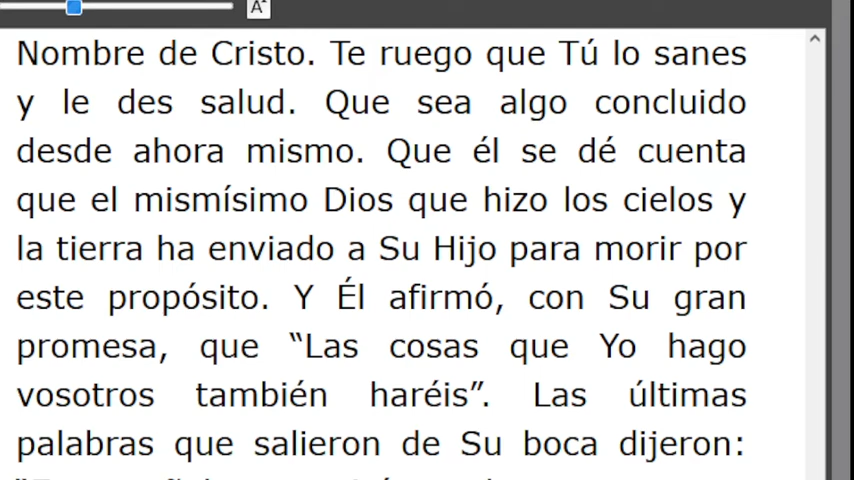 A
Nombre de Cristo. Te ruego que Tú lo sanes
y le des salud. Que sea algo concluido
desde ahora mismo. Que él se dé cuenta
que el mismísimo Dios que hizo los cielos y
la tierra ha enviado a Su Hijo para morir por
este propósito. Y Él afirmó, con Su gran
promesa, que “Las cosas que Yo hago
vosotros también haréis”. Las últimas
palabras que salieron de Su boca dijeron: